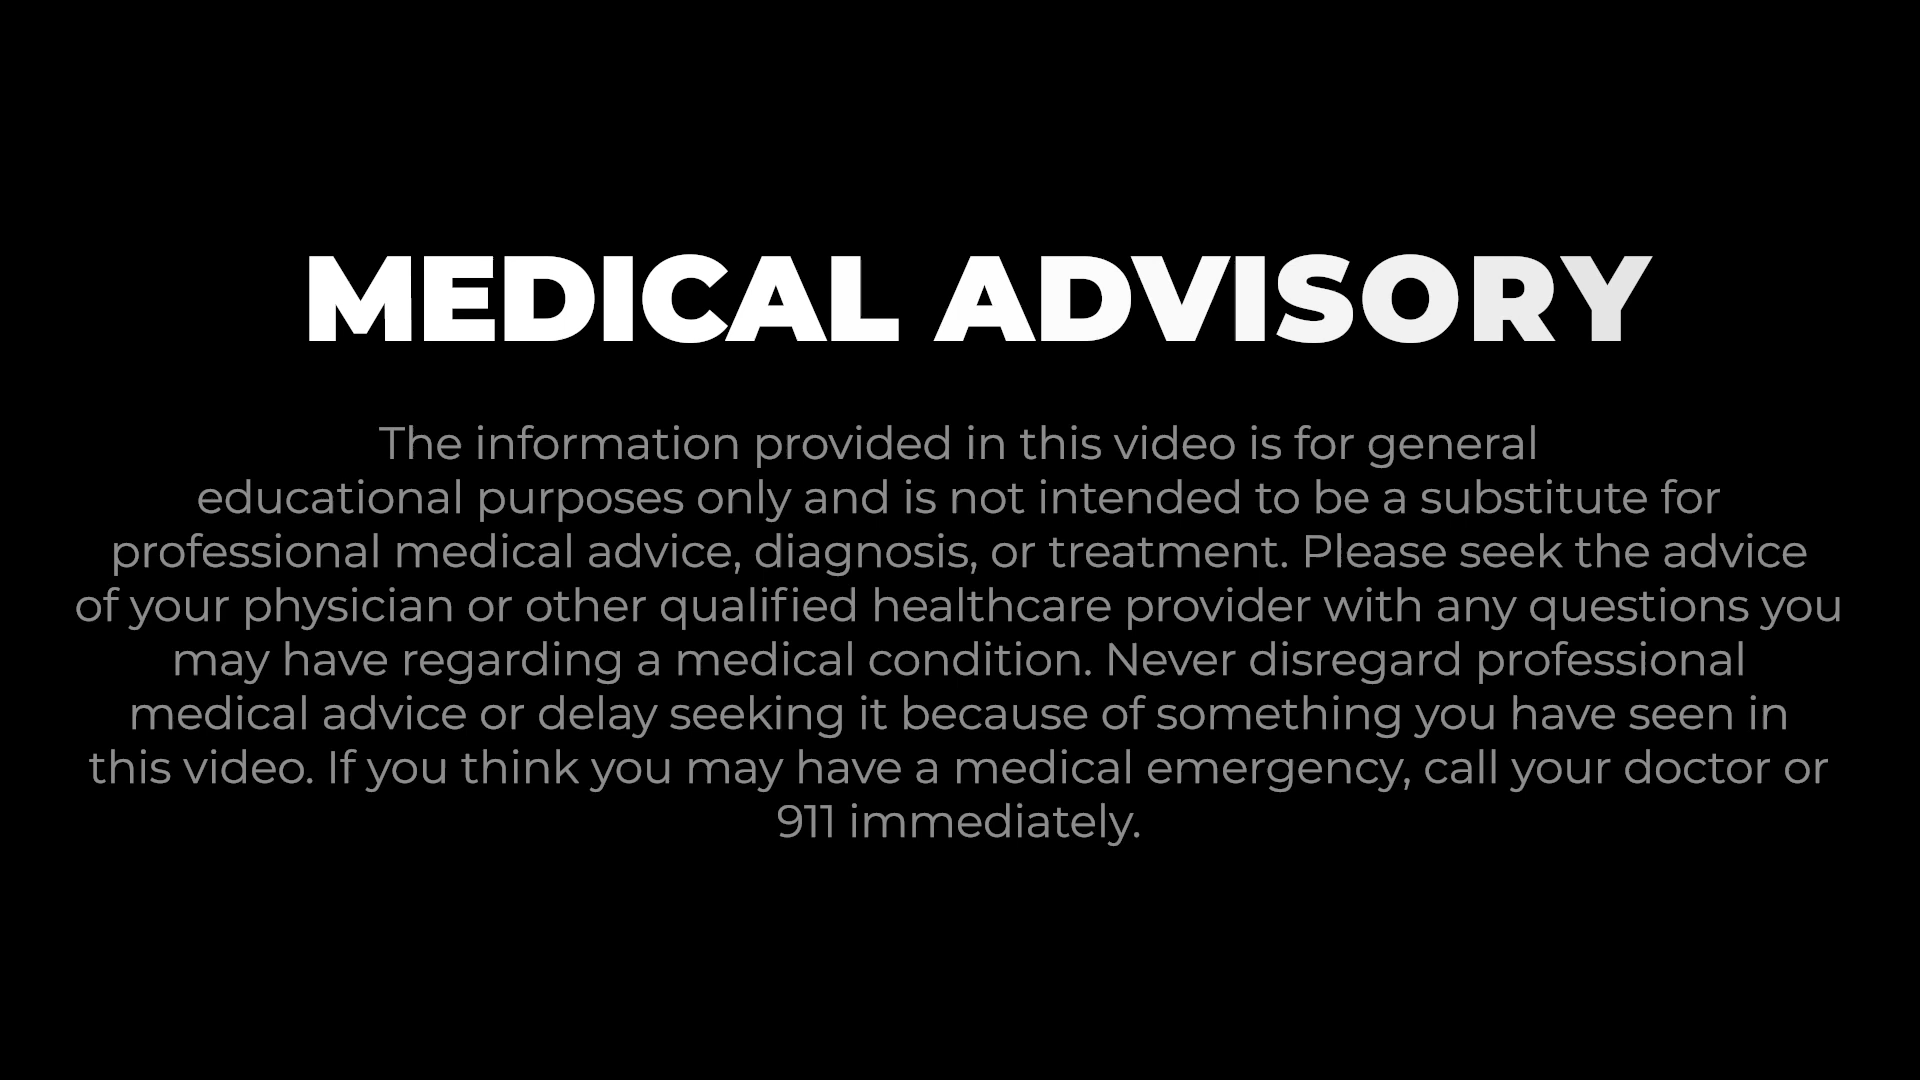 MEDICAL ADVISORY
The information provided in this video is for general
educational purposes only and is not intended to be a substitute for
professional medical advice, diagnosis, or treatment. Please seek the advice
of your physician or other qualified healthcare provider with any questions you
may have regarding a medical condition. Never disregard professional
medical advice or delay seeking it because of something you have seen in
this video. If you think you may have a medical emergency, call your doctor or
911 immediately.